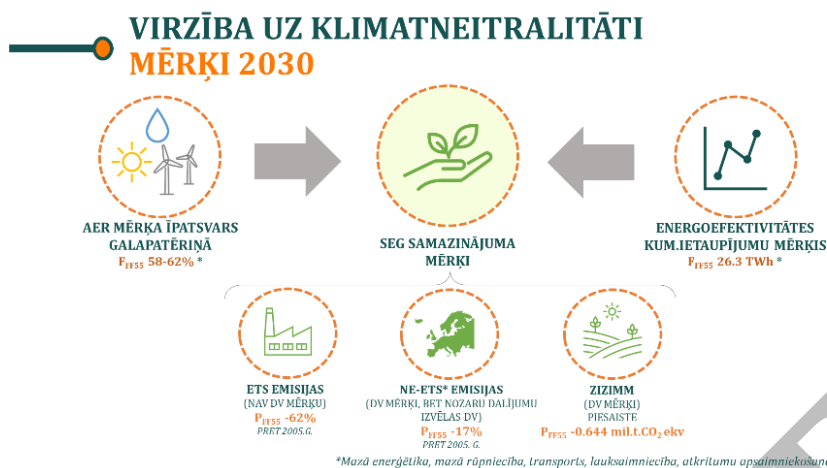 VIRZĪBA UZ KLIMATNEITRALITĀTI
MĒRĶI 2030
AER MĒRĶA ĪPATSVARS
GALAPATĒRIŅĀ
FFF55 58-62% *
SEG SAMAZINĀJUMA
MĒRĶI
ENERGOEFEKTIVITĀTES
KUM.IETAUPĪJUMU MĒRĶIS
FFF55 26.3 TWh *
ETS EMISIJAS
(NAV DV MĒRĶU)
PFF55 -62%
PRET 2005.G.
NE-ETS* EMISIJAS
(DV MĒRĶI, BET NOZARU DALĪJUMU
IZVĒLAS DV)
PFF55 -17%
PRET 2005. G.
ZIZIMM
(DV MĒRĶI)
PIESAISTE
PFF55 -0.644 mil.t.CO2 ekv
*Mazā enerģētika, mazā rūpniecība, transports, lauksaimniecība, atkritumu